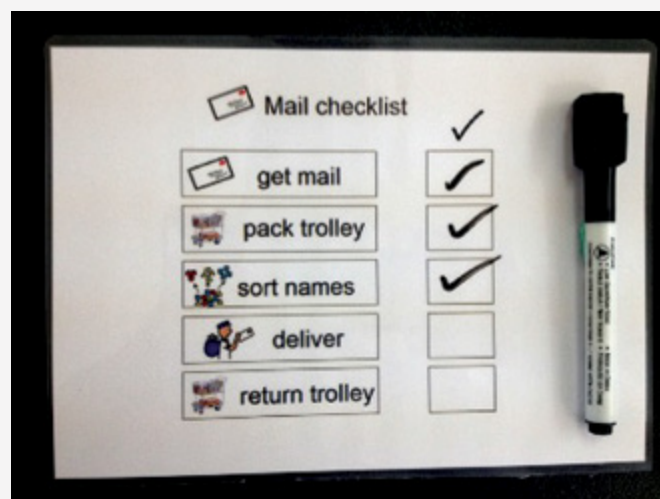 Mail checklist
✓
get mail ✓
pack trolley ✓
sort names ✓
deliver
return trolley